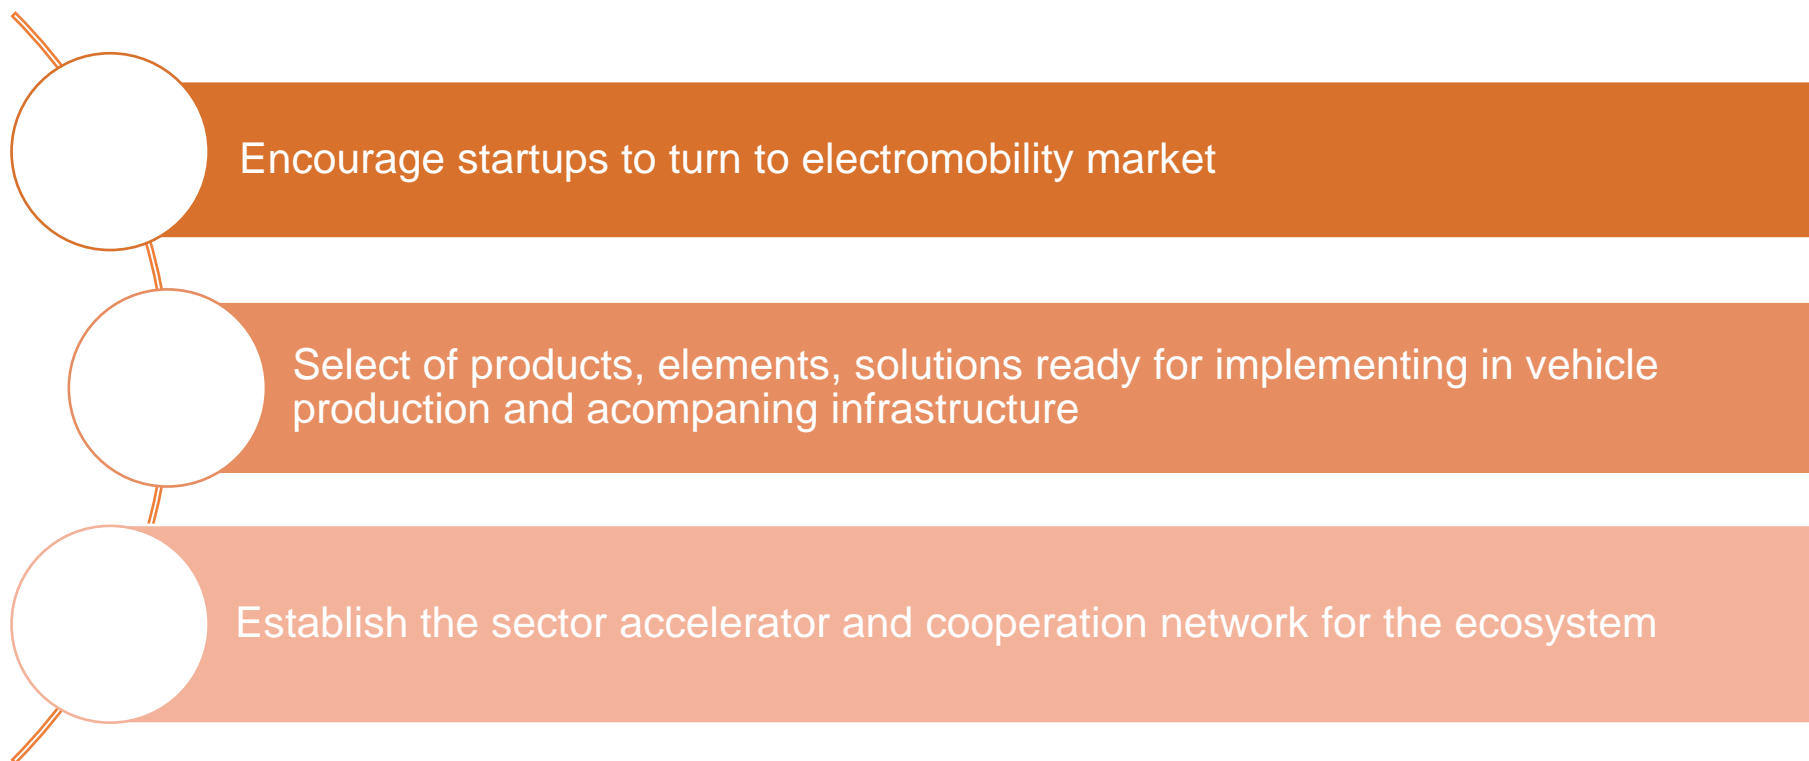 Encourage startups to turn to electromobility market
Select of products, elements, solutions ready for implementing in vehicle
production and acompaning infrastructure
Establish the sector accelerator and cooperation network for the ecosystem